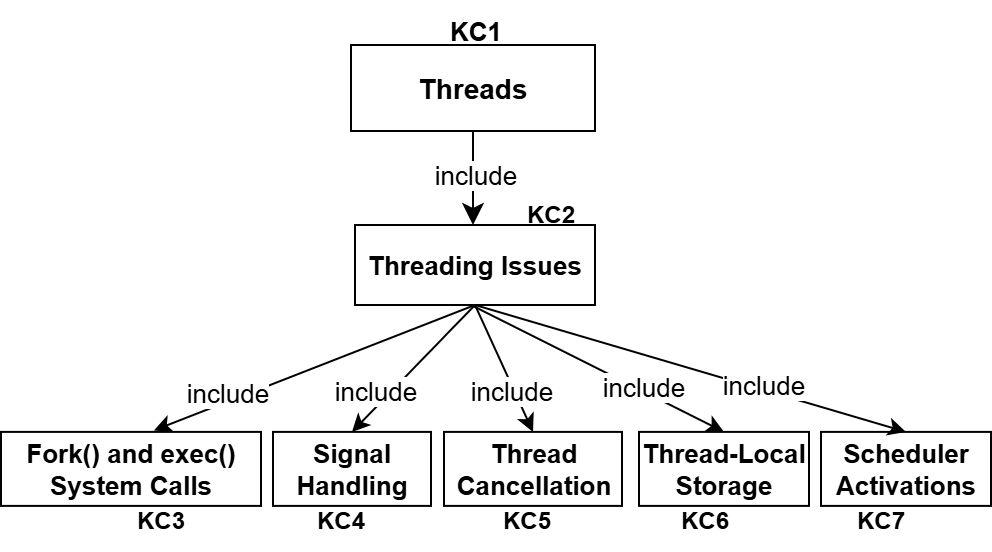 KC1
Threads
include
KC2
Threading Issues
include
include
include
include
include
Fork() and exec()
System Calls
Signal
Handling
Thread
Cancellation
Thread-Local
Storage
Scheduler
Activations
KC3
KC4
KC5
KC6
KC7